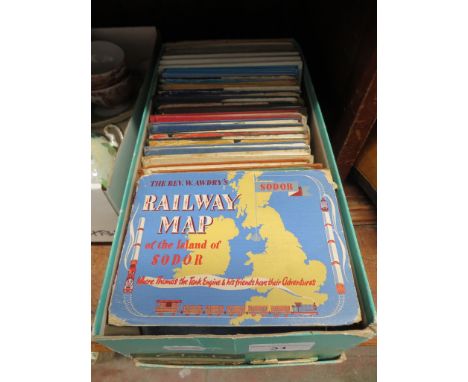 THE REV. W. AWDRY'S
SODOR
RAILWAY
MAP
of the Island of
SODOR
Where Thomas the Tank Engine & his friends have their Adventures
34